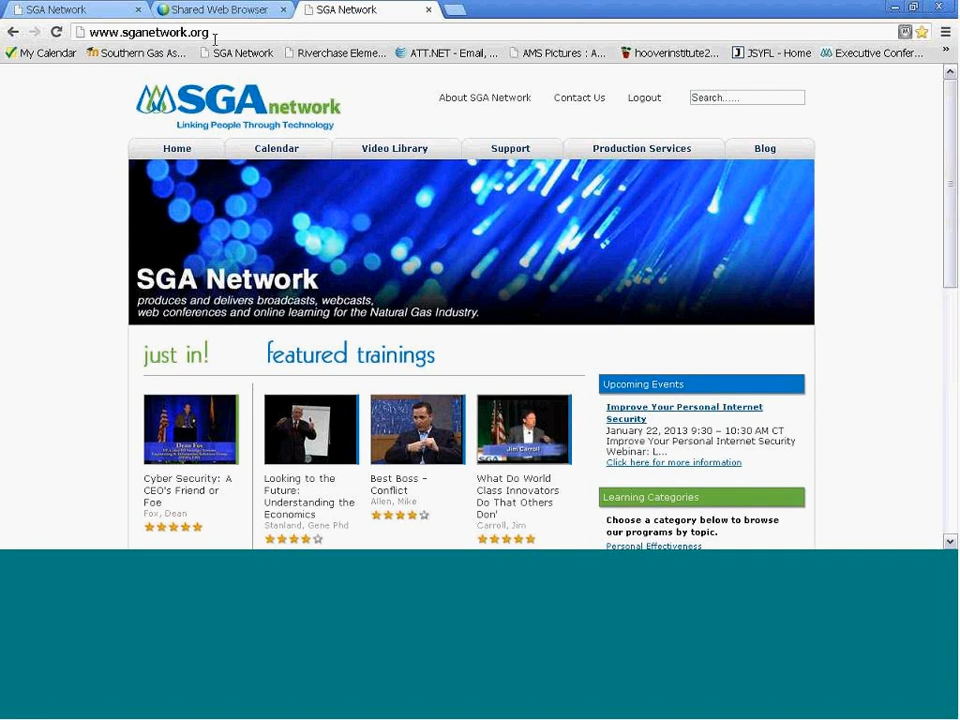 SGA Network
Shared Web Browser
SGA Network
www.sganetwork.org
My Calendar
Southern Gas As...
SGA Network
Riverchase Eleme...
ATT.NET - Email, ...
AMS Pictures : A...
hooverinstitute2...
JSYFL - Home
Executive Confer...
SGA network
Linking People Through Technology
About SGA Network
Contact Us
Logout
Search......
Home
Calendar
Video Library
Support
Production Services
Blog
SGA Network
produces and delivers broadcasts, webcasts,
web conferences and online learning for the Natural Gas Industry.
just in!
featured trainings
Dean Fox
Cyber Security: A
CEO's Friend or
Foe
Fox, Dean
Looking to the
Future:
Understanding the
Economics
Stanland, Gene Phd
Best Boss –
Conflict
Allen, Mike
Jim Carroll
SGA
What Do World
Class Innovators
Do That Others
Don'
Carroll, Jim
Upcoming Events
Improve Your Personal Internet
Security
January 22, 2013 9:30 – 10:30 AM CT
Improve Your Personal Internet Security
Webinar: L...
Click here for more information
Learning Categories
Choose a category below to browse
our programs by topic.
Personal Effectiveness